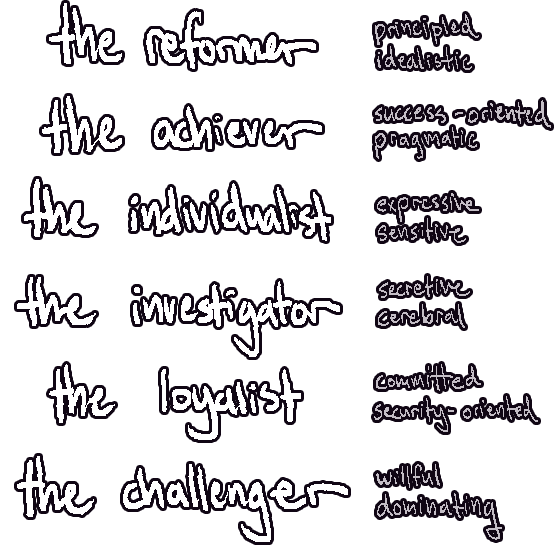 the reformer
principled
idealistic
the achiever
success-oriented
pragmatic
the individualist
expressive
sensitive
the investigator
secretive
cerebral
the loyalist
committed
security-oriented
the challenger
willful
dominating